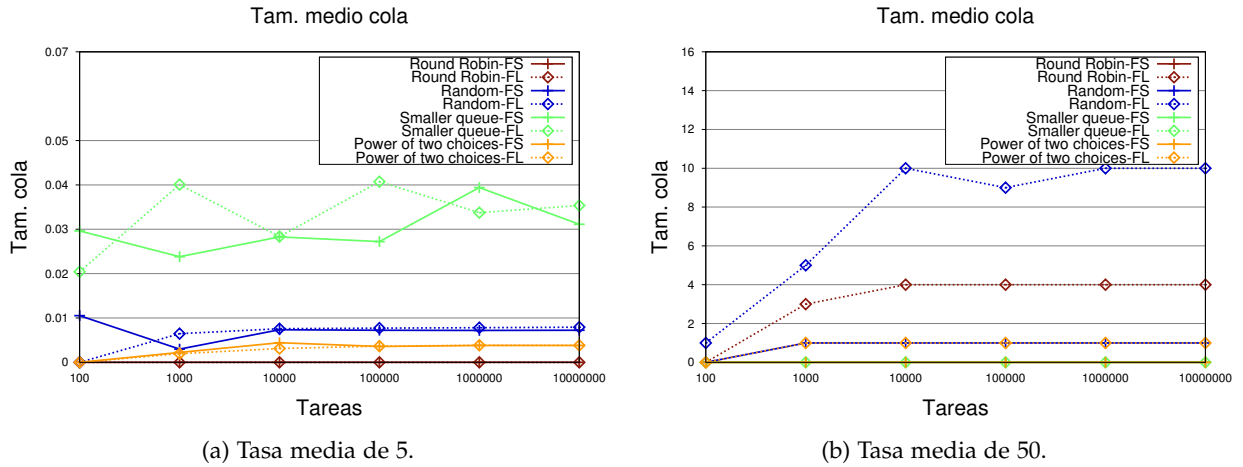 Tam. medio cola
Tam. cola
0.07
0.05
0.04
0.03
0.02
0.01
0
Round Robin-FS
Round Robin-FL
Random-FS
Random-FL
Smaller queue-FS
Smaller queue-FL
Power of two choices-FS
Power of two choices-FL
100 1000 10000 100000 1000000 10000000
Tareas
(a) Tasa media de 5.
Tam. medio cola
Tam. cola
16
14
12
10
8
6
4
2
0
Round Robin-FS
Round Robin-FL
Random-FS
Random-FL
Smaller queue-FS
Smaller queue-FL
Power of two choices-FS
Power of two choices-FL
100 1000 10000 100000 1000000 10000000
Tareas
(b) Tasa media de 50.